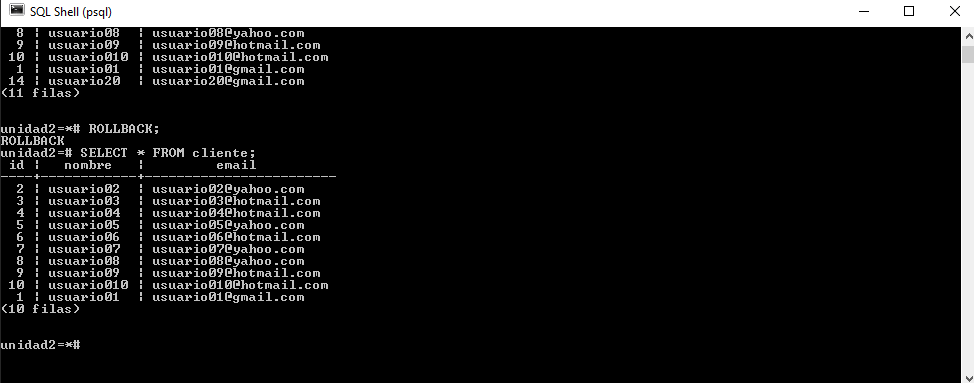 SQL Shell (psql)
  8 ¦ usuario08  ¦ usuario08@yahoo.com
  9 ¦ usuario09  ¦ usuario09@hotmail.com
 10 ¦ usuario010 ¦ usuario010@hotmail.com
  1 ¦ usuario01  ¦ usuario01@gmail.com
 14 ¦ usuario20  ¦ usuario20@gmail.com
(11 filas)
unidad2=*# ROLLBACK;
ROLLBACK
unidad2=# SELECT * FROM cliente;
 id ¦   nombre   ¦         email
----+------------+------------------------
  2 ¦ usuario02  ¦ usuario02@yahoo.com
  3 ¦ usuario03  ¦ usuario03@hotmail.com
  4 ¦ usuario04  ¦ usuario04@hotmail.com
  5 ¦ usuario05  ¦ usuario05@yahoo.com
  6 ¦ usuario06  ¦ usuario06@hotmail.com
  7 ¦ usuario07  ¦ usuario07@yahoo.com
  8 ¦ usuario08  ¦ usuario08@yahoo.com
  9 ¦ usuario09  ¦ usuario09@hotmail.com
 10 ¦ usuario010 ¦ usuario010@hotmail.com
  1 ¦ usuario01  ¦ usuario01@gmail.com
(10 filas)
unidad2=*#